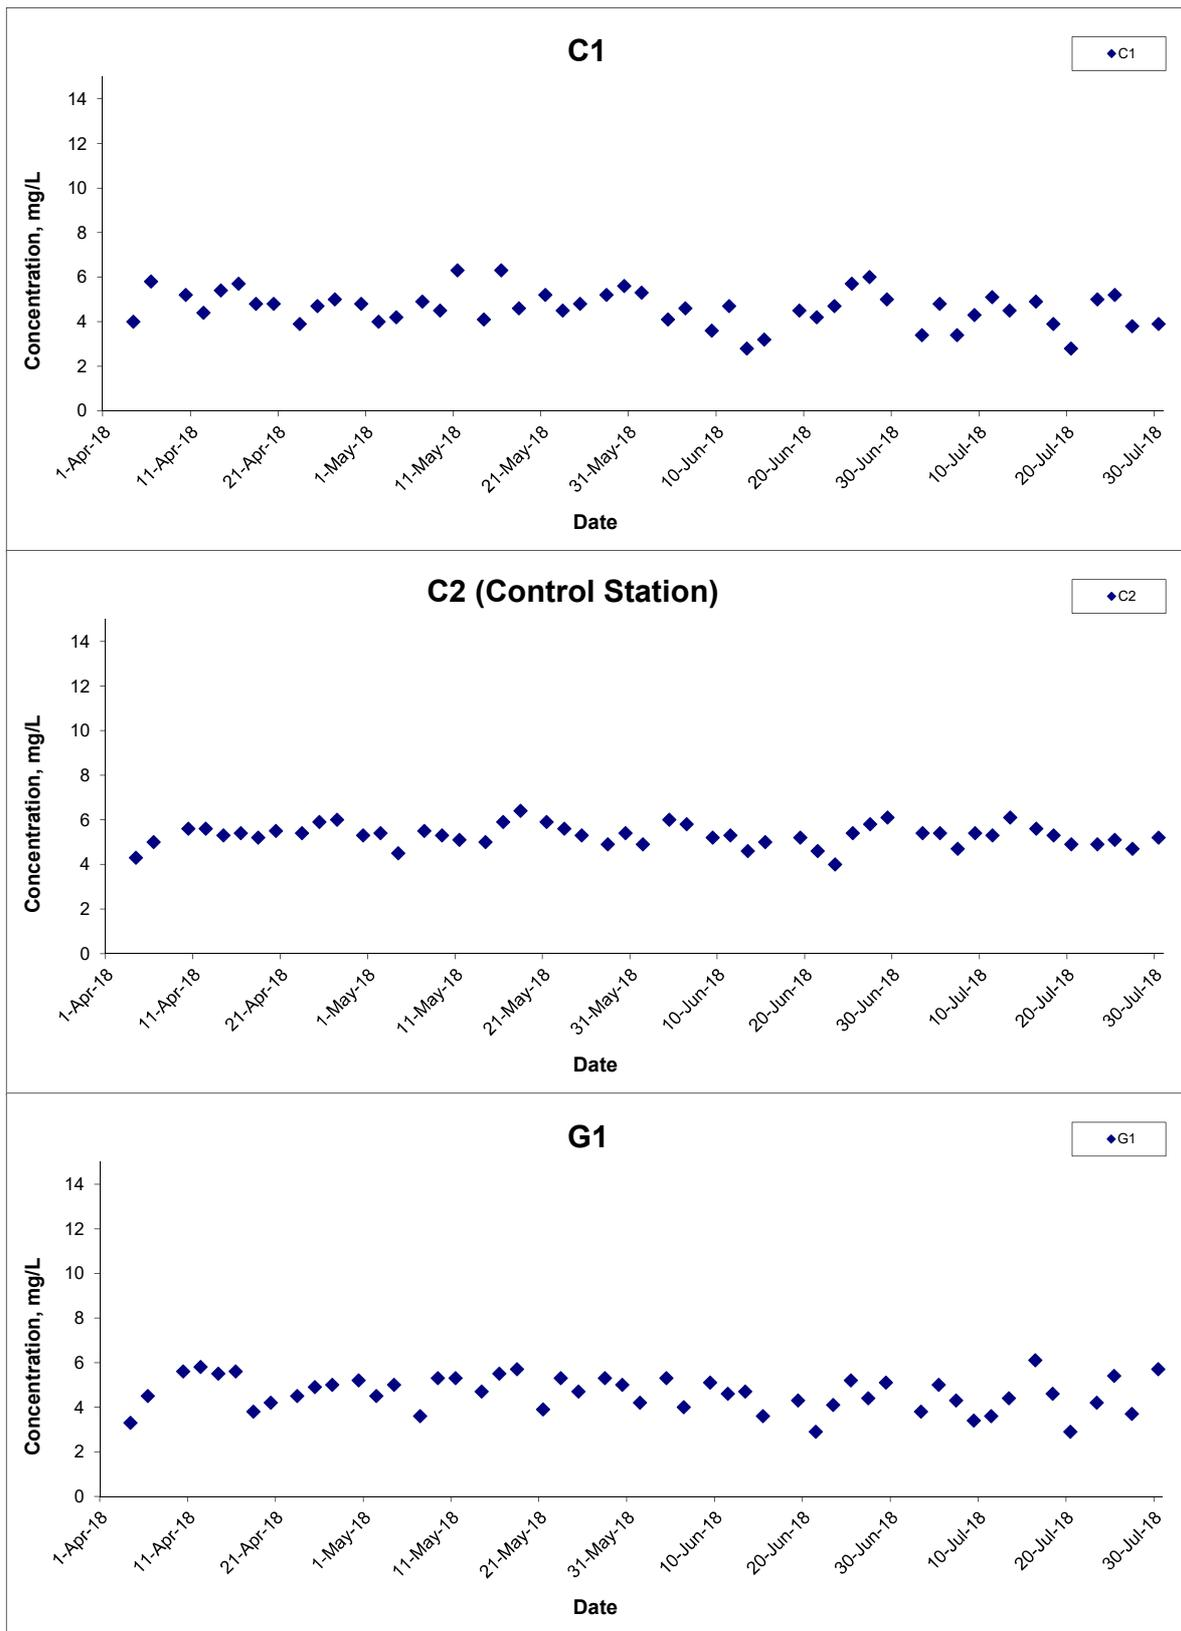 C1
C1
14
12
10
8
6
4
2
0
Concentration, mg/L
1-Apr-18
11-Apr-18
21-Apr-18
1-May-18
11-May-18
21-May-18
31-May-18
10-Jun-18
20-Jun-18
30-Jun-18
10-Jul-18
20-Jul-18
30-Jul-18
Date
C2 (Control Station)
C2
14
12
10
8
6
4
2
0
Concentration, mg/L
1-Apr-18
11-Apr-18
21-Apr-18
1-May-18
11-May-18
21-May-18
31-May-18
10-Jun-18
20-Jun-18
30-Jun-18
10-Jul-18
20-Jul-18
30-Jul-18
Date
G1
G1
14
12
10
8
6
4
2
0
Concentration, mg/L
1-Apr-18
11-Apr-18
21-Apr-18
1-May-18
11-May-18
21-May-18
31-May-18
10-Jun-18
20-Jun-18
30-Jun-18
10-Jul-18
20-Jul-18
30-Jul-18
Date